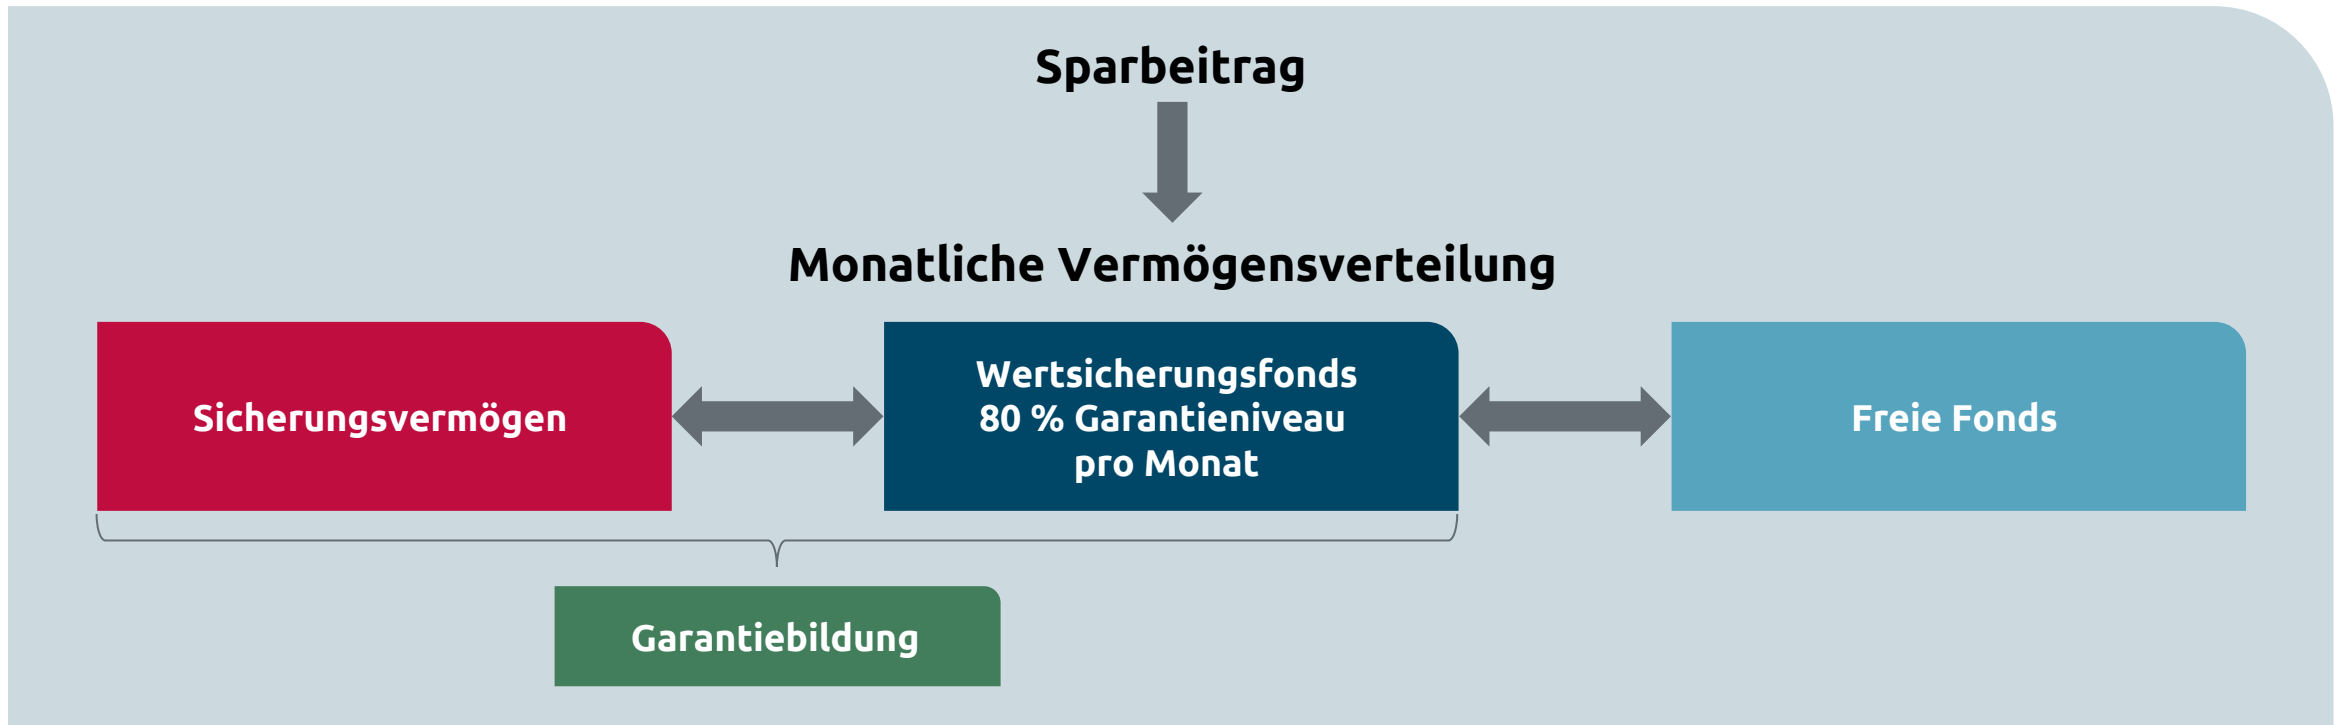 Sparbeitrag
Monatliche Vermögensverteilung
Sicherungsvermögen
Wertsicherungsfonds
80 % Garantieniveau
pro Monat
Freie Fonds
Garantiebildung